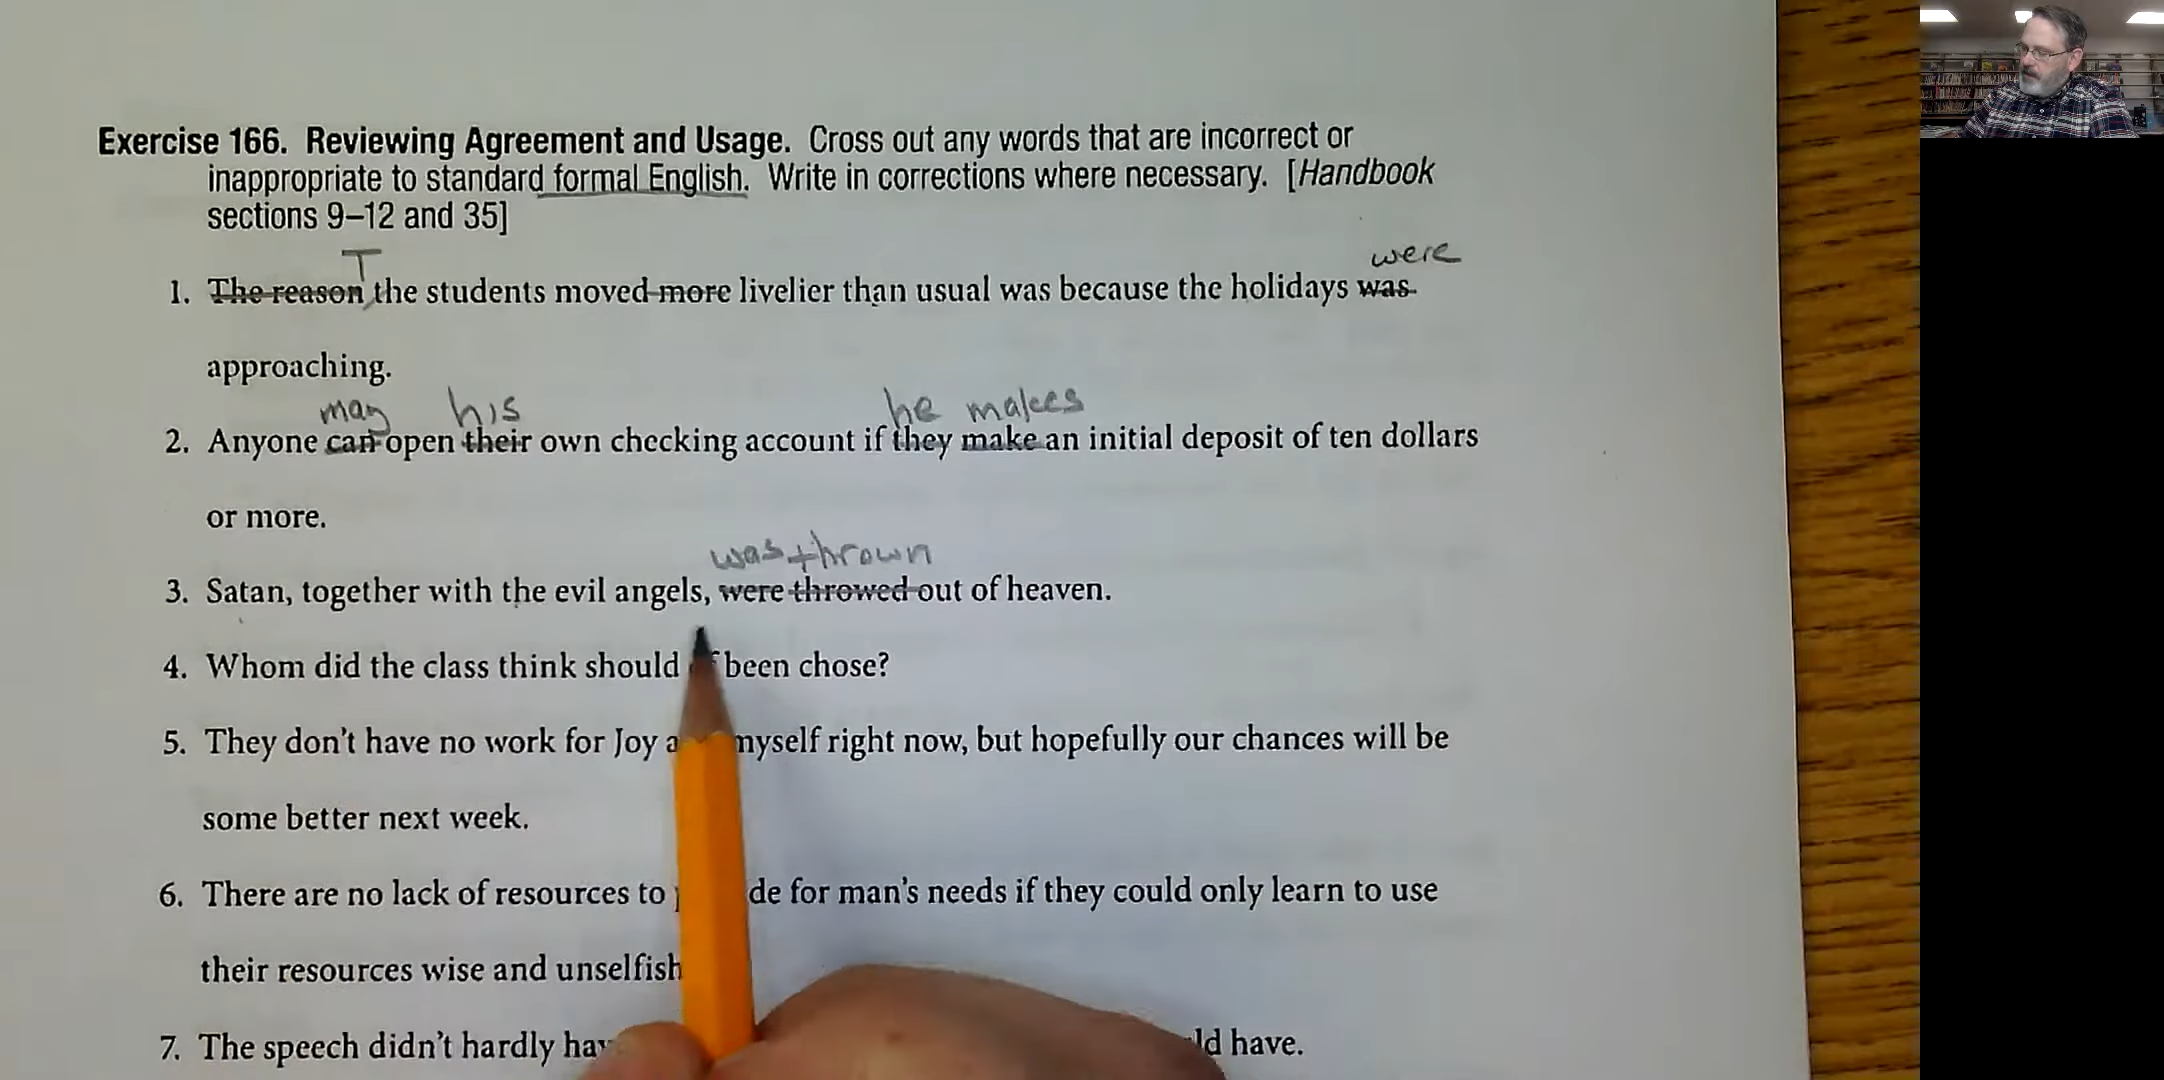 Exercise 166. Reviewing Agreement and Usage. Cross out any words that are incorrect or
inappropriate to standard formal English. Write in corrections where necessary. [Handbook
sections 9–12 and 35]
T were
1. The reason the students moved more livelier than usual was because the holidays was
approaching.
may his he makes
2. Anyone can open their own checking account if they make an initial deposit of ten dollars
or more.
was thrown
3. Satan, together with the evil angels, were throwed out of heaven.
4. Whom did the class think should been chose?
5. They don't have no work for Joy myself right now, but hopefully our chances will be
some better next week.
6. There are no lack of resources to for man's needs if they could only learn to use
their resources wise and
7. The speech didn't hardly have.